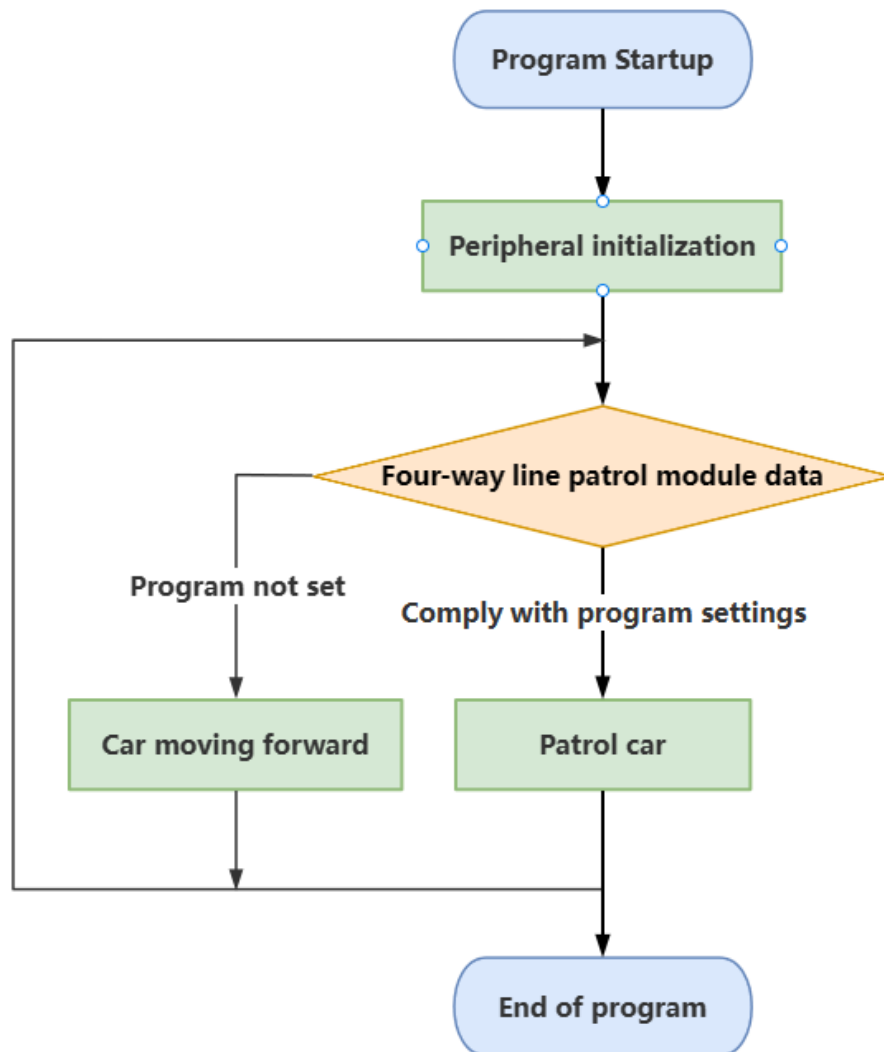 Program Startup
Peripheral initialization
Four-way line patrol module data
Program not set
Comply with program settings
Car moving forward
Patrol car
End of program